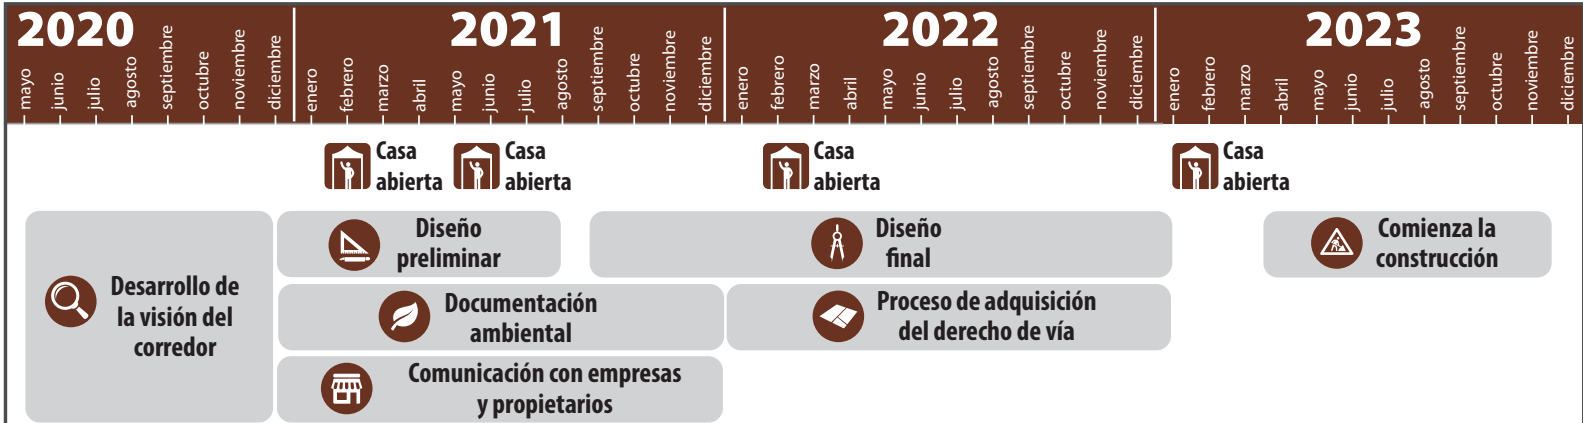 2020
2021
2022
2023
mayo
junio
julio
agosto
septiembre
octubre
noviembre
diciembre
enero
febrero
marzo
abril
mayo
junio
julio
agosto
septiembre
octubre
noviembre
diciembre
enero
febrero
marzo
abril
mayo
junio
julio
agosto
septiembre
octubre
noviembre
diciembre
enero
febrero
marzo
abril
mayo
junio
julio
agosto
septiembre
octubre
noviembre
diciembre
Casa
abierta
Casa
abierta
Casa
abierta
Casa
abierta
Desarrollo de
la visión del
corredor
Diseño
preliminar
Diseño
final
Comienza la
construcción
Documentación
ambiental
Proceso de adquisición
del derecho de vía
Comunicación con empresas
y propietarios